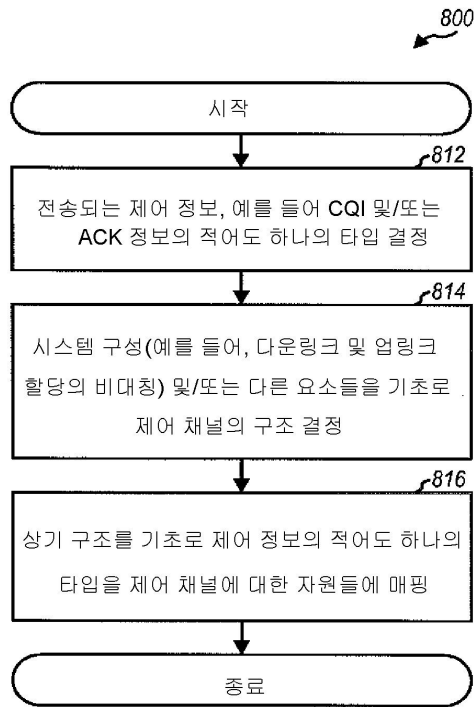 800
시작
812
전송되는 제어 정보, 예를 들어 CQI 및/또는
ACK 정보의 적어도 하나의 타입 결정
814
시스템 구성(예를 들어, 다운링크 및 업링크
할당의 비대칭) 및/또는 다른 요소들을 기초로
제어 채널의 구조 결정
816
상기 구조를 기초로 제어 정보의 적어도 하나의
타입을 제어 채널에 대한 자원들에 매핑
종료